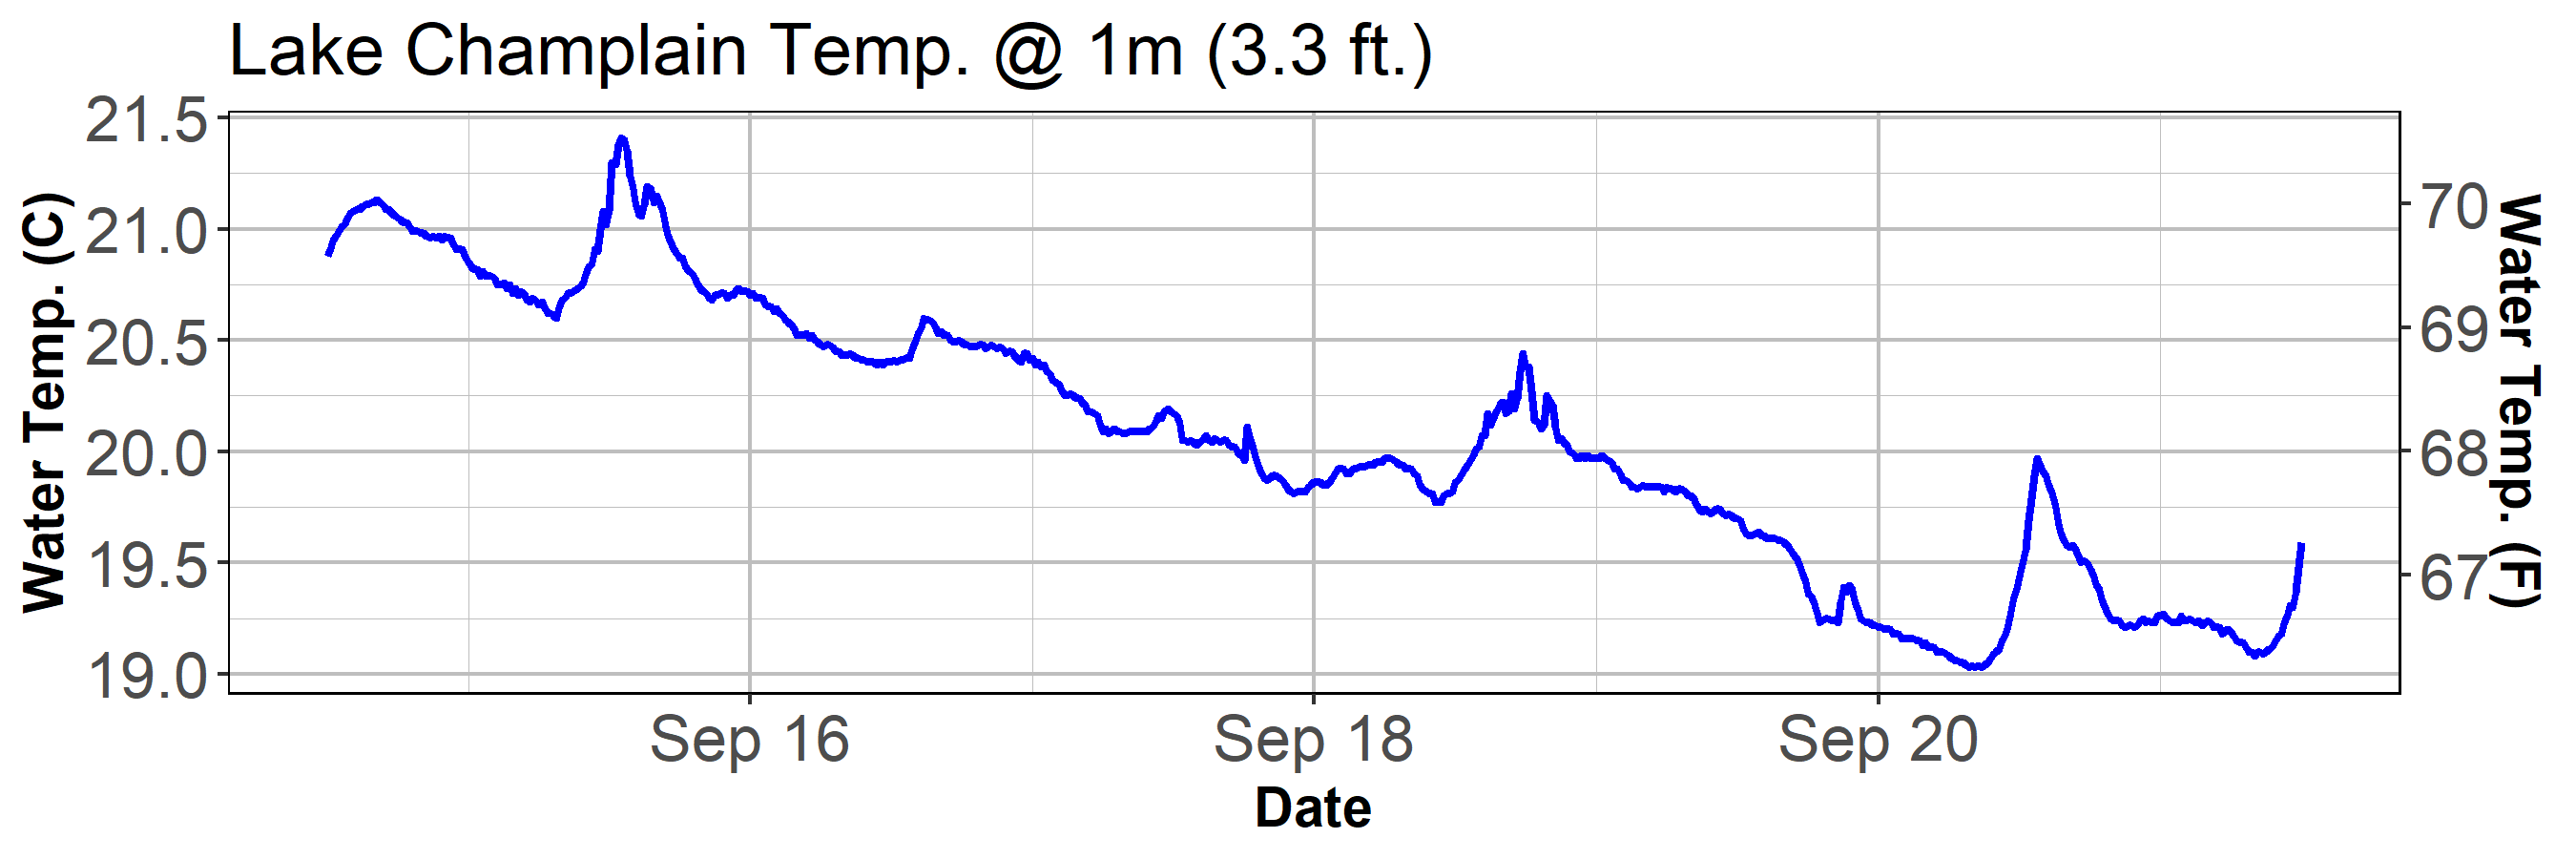 Lake Champlain Temp. @ 1m (3.3 ft.)
Water Temp. (C)
21.5
21.0
20.5
20.0
19.5
19.0
70
69
68
67
Water Temp. (F)
Sep 16
Sep 18
Sep 20
Date